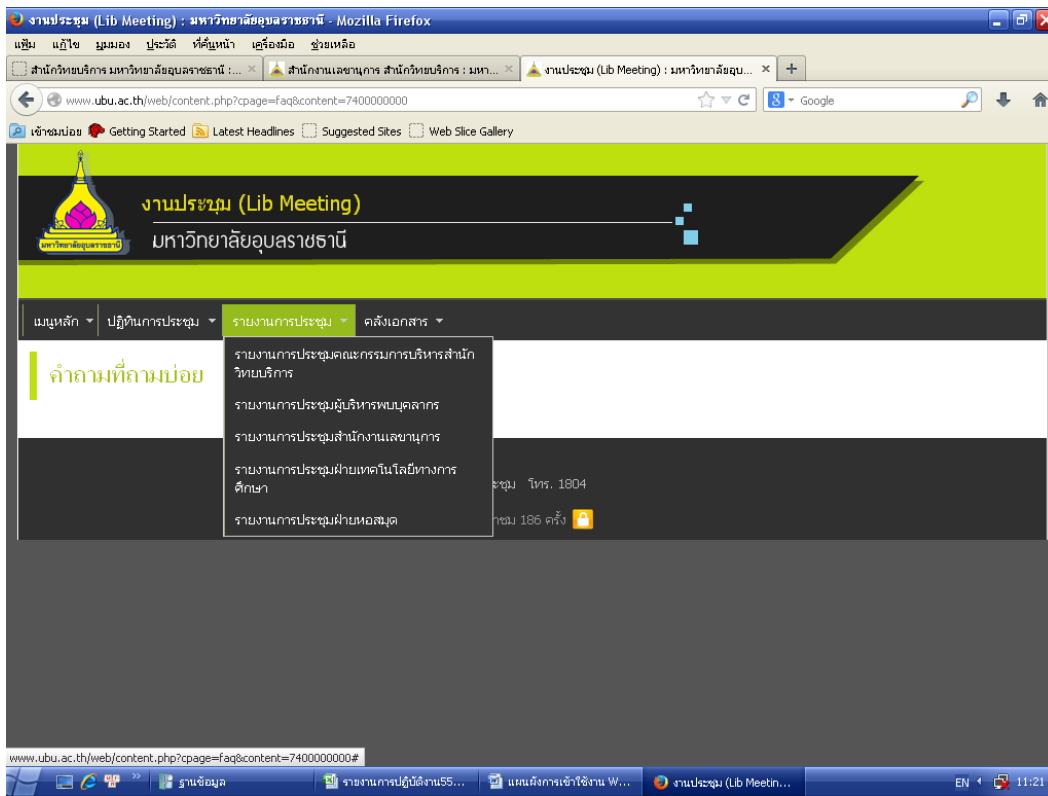 งานประชุม (Lib Meeting) : มหาวิทยาลัยอุบลราชธานี - Mozilla Firefox
แฟ้ม แก้ไข มุมมอง ประวัติ ที่คั่นหน้า เครื่องมือ ช่วยเหลือ
สำนักวิทยบริการ มหาวิทยาลัยอุบลราชธานี :... สำนักงานเลขานุการ สำนักวิทยบริการ : มหา... งานประชุม (Lib Meeting) : มหาวิทยาลัยอุบ...
www.ubu.ac.th/web/content.php?cpage=faq&content=7400000000 Google
เข้าชมบ่อย Getting Started Latest Headlines Suggested Sites Web Slice Gallery
งานประชุม (Lib Meeting)
มหาวิทยาลัยอุบลราชธานี
มหาวิทยาลัยอุบลราชธานี
เมนูหลัก ปฏิทินการประชุม รายงานการประชุม คลังเอกสาร
คำถามที่ถามบ่อย
รายงานการประชุมคณะกรรมการบริหารสำนัก
วิทยบริการ
รายงานการประชุมผู้บริหารพบบุคลากร
รายงานการประชุมสำนักงานเลขานุการ
รายงานการประชุมฝ่ายเทคโนโลยีทางการ
ศึกษา
รายงานการประชุมฝ่ายหอสมุด
ะชุม โทร. 1804
าชม 186 ครั้ง
www.ubu.ac.th/web/content.php?cpage=faq&content=7400000000#
ฐานข้อมูล รายงานการปฏิบัติงาน55... แผนผังการเข้าใช้งาน W... งานประชุม (Lib Meetin... EN 11:21